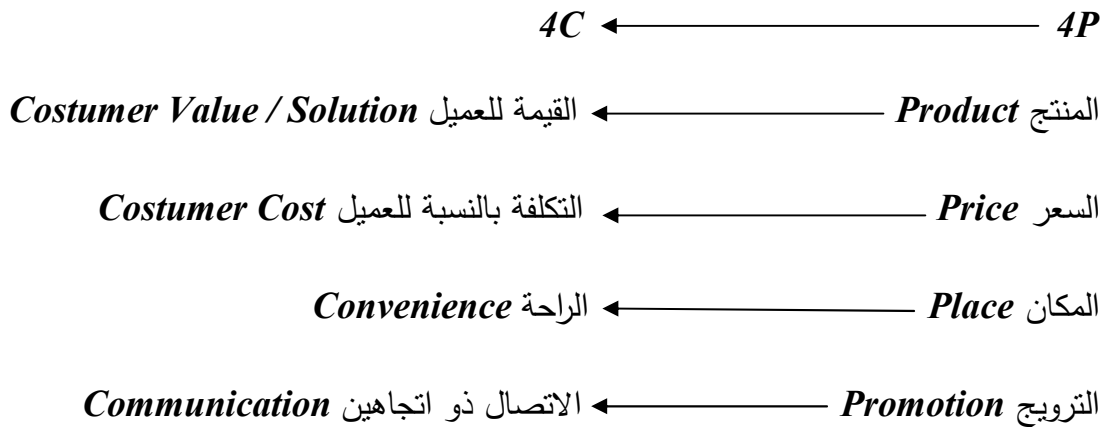 4P 4C
المنتج Product القيمة للعميل Costumer Value / Solution
السعر Price التكلفة بالنسبة للعميل Costumer Cost
المكان Place الراحة Convenience
الترويج Promotion الاتصال ذو اتجاهين Communication